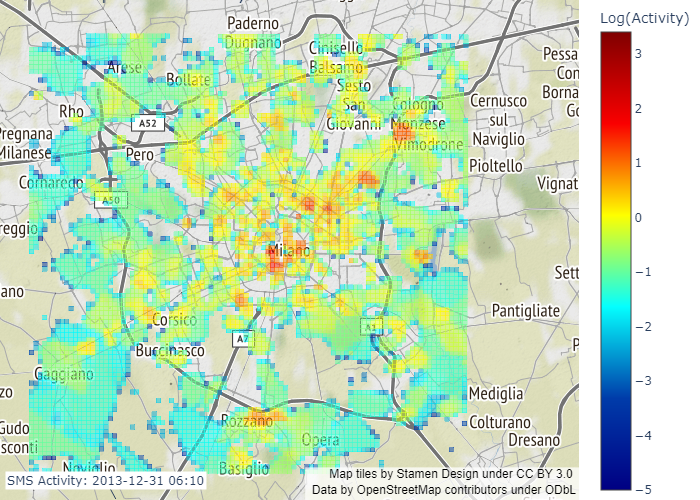 Log(Activity)
Paderno
Dugnano
Cinisello
Balsamo
Pessa
Con
Arese
Bollate
Sesto
San
Giovanni
Borna
Go
Rho
A52
Cologno
Monzese
Vimodrone
Cernusco
sul
Naviglio
Pregnana
Milanese
Pero
Pioltello
Cornaredo
Vignat
A50
reggio
Milano
Sett
ano
Pantigliate
Corsico
A1
A7
P
Buccinasco
Gaggiano
zo
Mediglia
Gudo
sconti
Rozzano
Colturano
Dresano
Opera
Noviglio
Basiglio
SMS Activity: 2013-12-31 06:10
Map tiles by Stamen Design under CC BY 3.0
Data by OpenStreetMap contributors under ODbL
3
2
1
0
−1
−2
−3
−4
−5